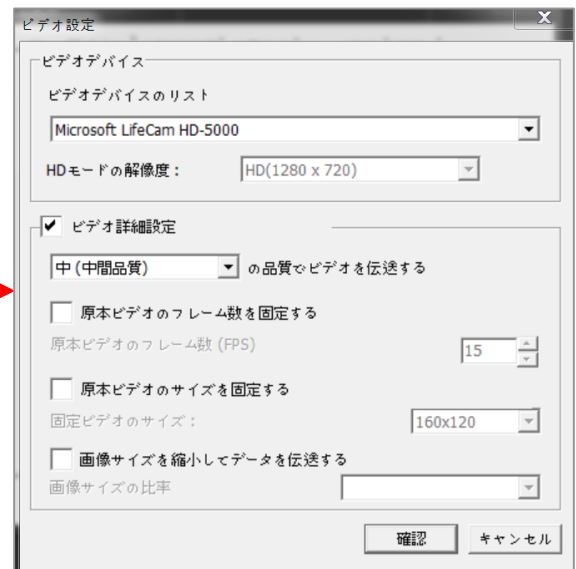 ビデオ設定
ビデオデバイス
ビデオデバイスのリスト
Microsoft LifeCam HD-5000
HDモードの解像度： HD(1280 x 720)
ビデオ詳細設定
中 (中間品質) の品質でビデオを伝送する
原本ビデオのフレーム数を固定する
原本ビデオのフレーム数 (FPS) 15
原本ビデオのサイズを固定する
固定ビデオのサイズ： 160x120
画像サイズを縮小してデータを伝送する
画像サイズの比率
確認 キャンセル